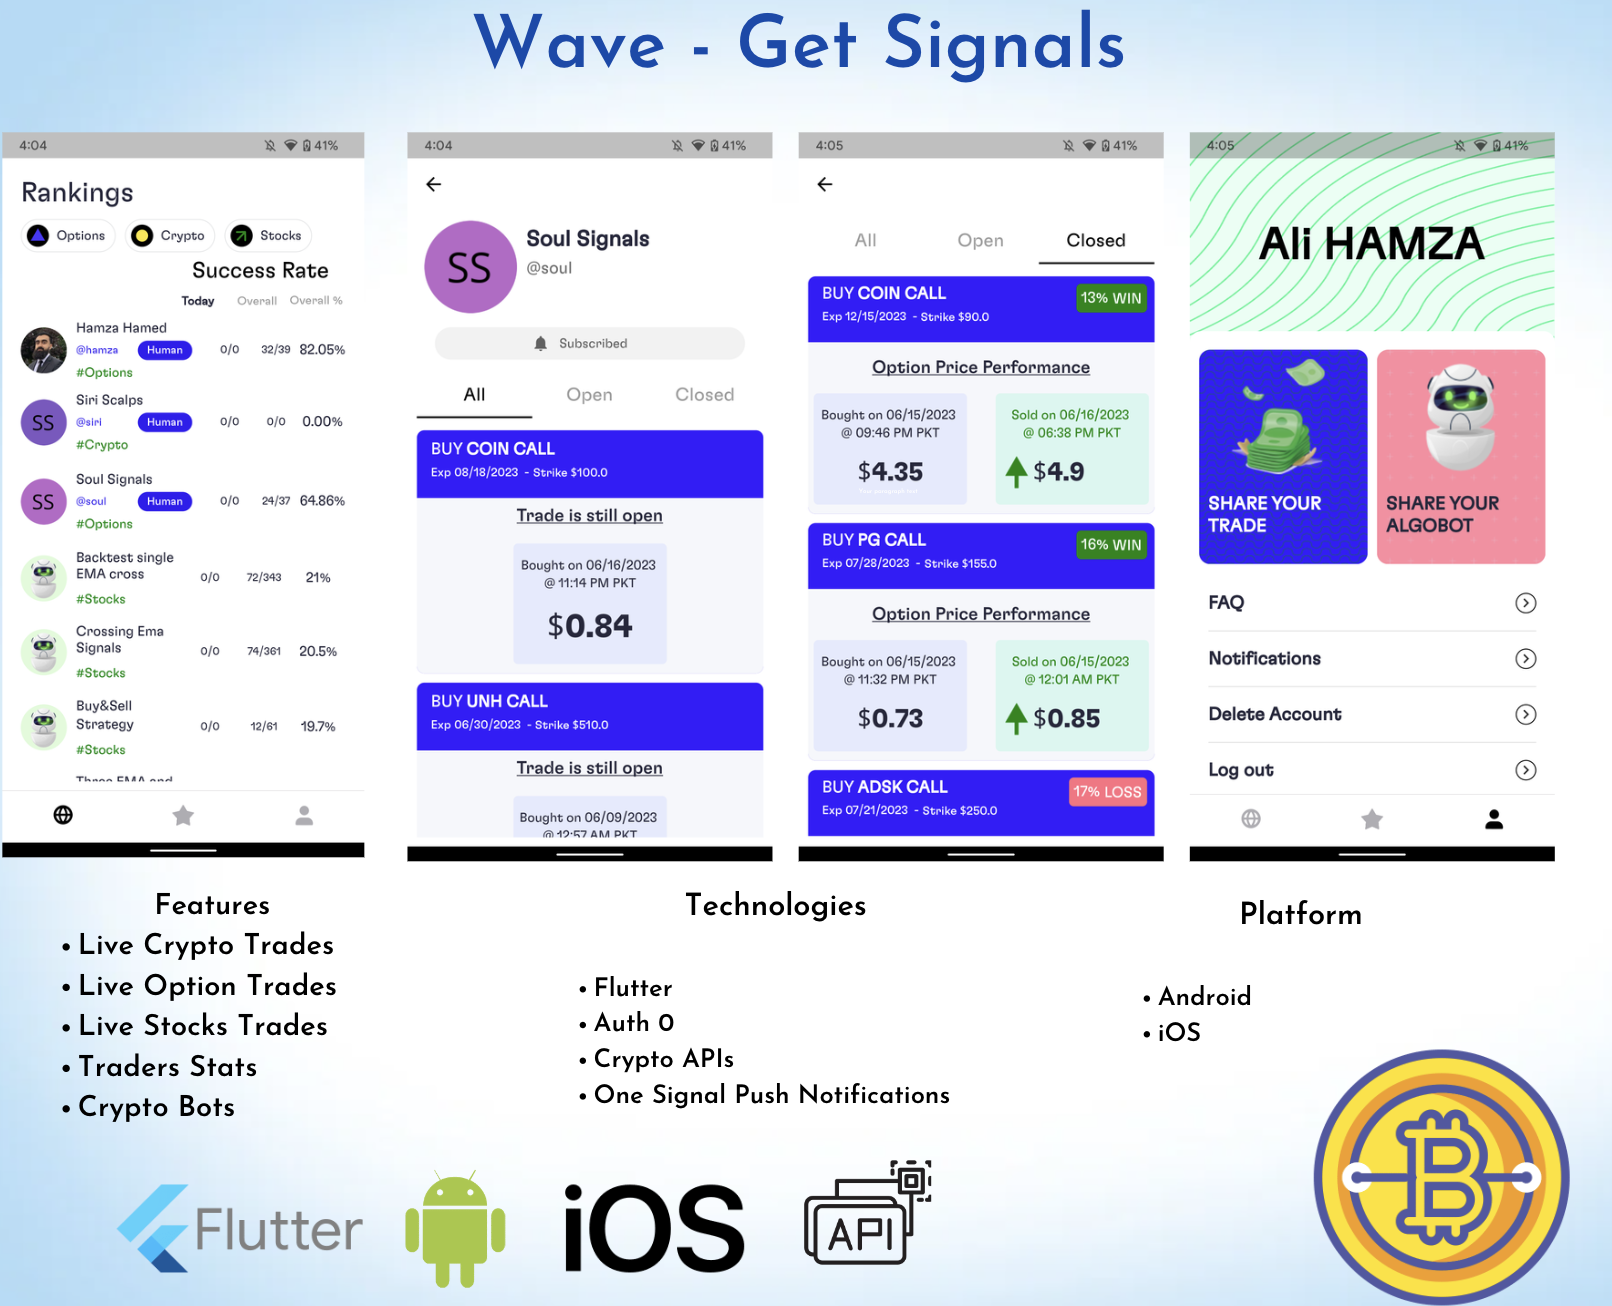 Wave - Get Signals
4:04
41%
Rankings
Options
Crypto
Stocks
Success Rate
Today Overall Overall %
Hamza Hamed
@hamza Human 0/0 32/39 82.05%
#Options
Siri Scalps
SS @siri Human 0/0 0/0 0.00%
#Crypto
Soul Signals
SS @soul Human 0/0 24/37 64.86%
#Options
Backtest single
EMA cross 0/0 72/343 21%
#Stocks
Crossing Ema
Signals 0/0 74/361 20.5%
#Stocks
Buy&Sell
Strategy 0/0 12/61 19.7%
#Stocks
Three EMA and
4:04
41%
SS
Soul Signals
@soul
Subscribed
All Open Closed
BUY COIN CALL
Exp 08/18/2023 - Strike $100.0
Trade is still open
Bought on 06/16/2023
@ 11:14 PM PKT
$0.84
BUY UNH CALL
Exp 06/30/2023 - Strike $510.0
Trade is still open
Bought on 06/09/2023
@ 12:57 AM PKT
4:05
41%
All Open Closed
BUY COIN CALL
13% WIN
Exp 12/15/2023 - Strike $90.0
Option Price Performance
Bought on 06/15/2023
@ 09:46 PM PKT
$4.35
Sold on 06/16/2023
@ 06:38 PM PKT
$4.9
BUY PG CALL
16% WIN
Exp 07/28/2023 - Strike $155.0
Option Price Performance
Bought on 06/15/2023
@ 11:32 PM PKT
$0.73
Sold on 06/15/2023
@ 12:01 AM PKT
$0.85
BUY ADSK CALL
17% LOSS
Exp 07/21/2023 - Strike $250.0
4:05
41%
Ali HAMZA
SHARE YOUR
TRADE
SHARE YOUR
ALGOBOT
FAQ
Notifications
Delete Account
Log out
Features
• Live Crypto Trades
• Live Option Trades
• Live Stocks Trades
• Traders Stats
• Crypto Bots
Technologies
• Flutter
• Auth 0
• Crypto APIs
• One Signal Push Notifications
Platform
• Android
• iOS
Flutter
iOS
API